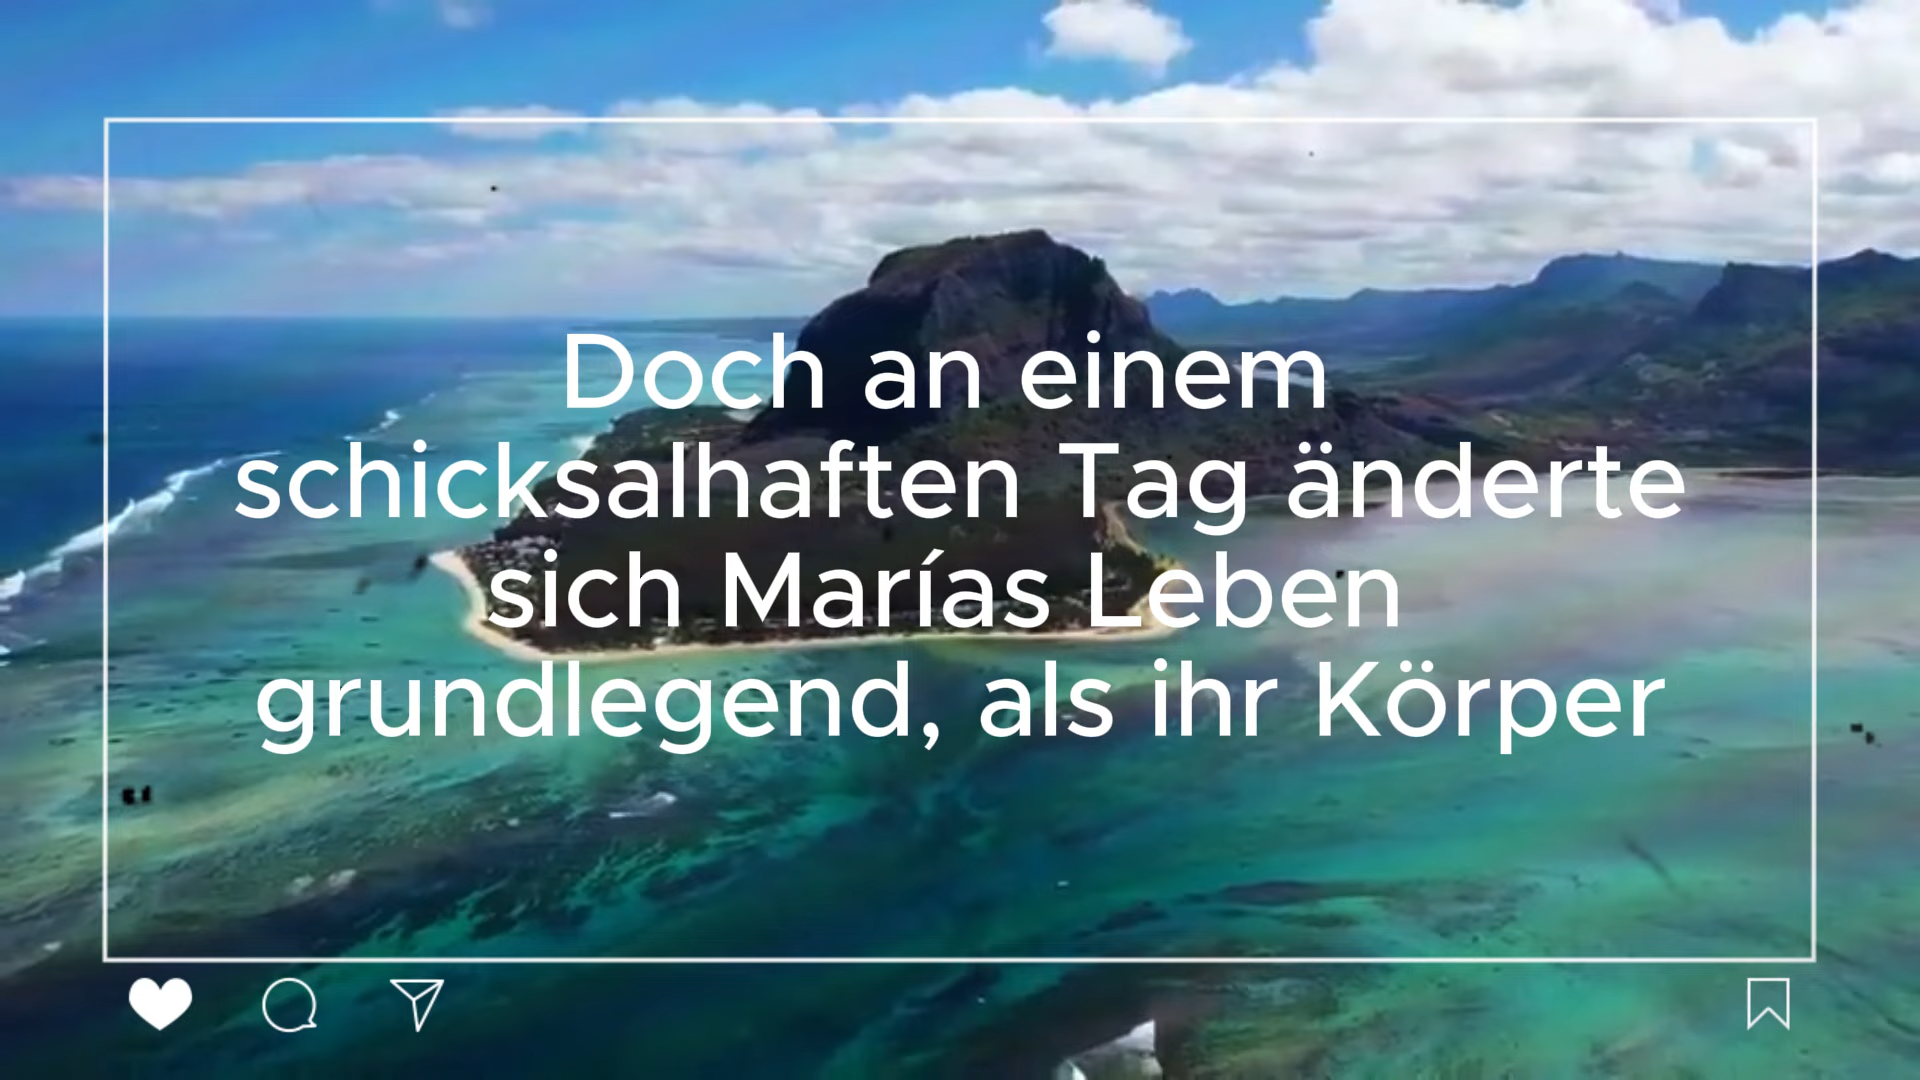 Doch an einem
schicksalhaften Tag änderte
sich Marías Leben
grundlegend, als ihr Körper